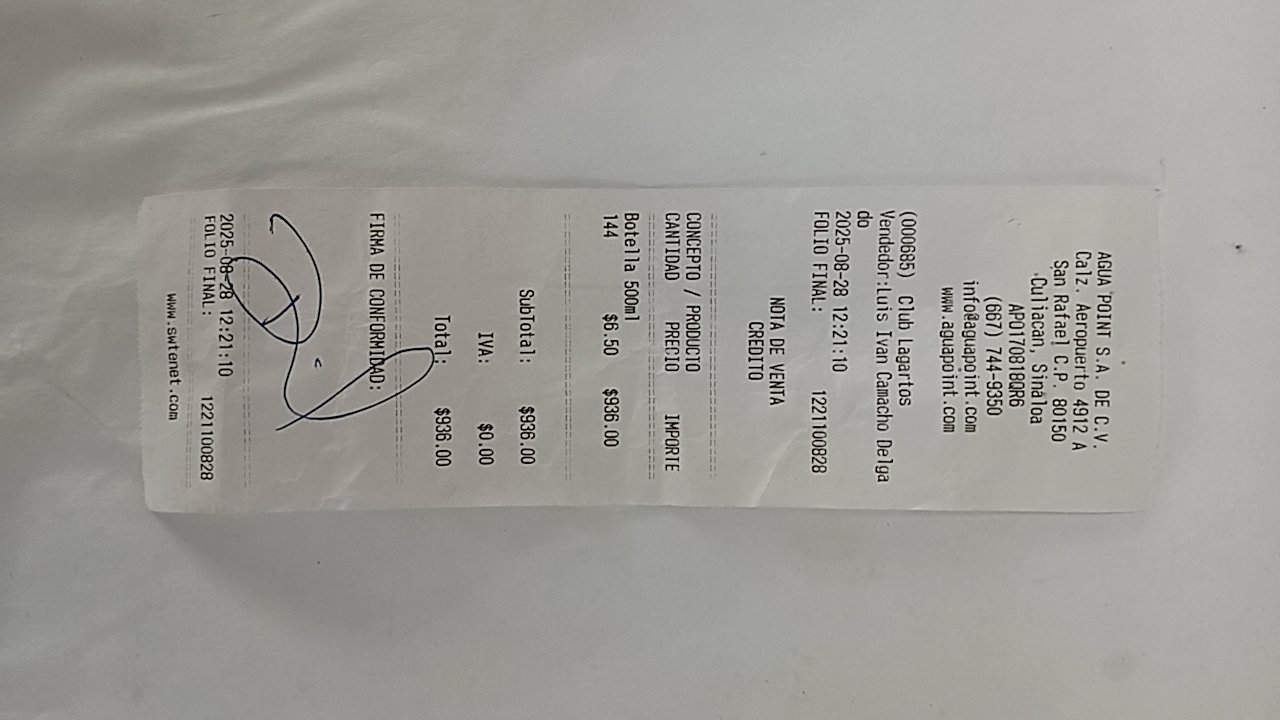 AGUA POINT S.A. DE C.V.
Calz. Aeropuerto 4912 A
San Rafael C.P. 80150
Culiacan, Sinaloa
APO170818QR6
(667) 744-9350
info@aguapoint.com
www.aguapoint.com
(000685) Club Lagartos
Vendedor:Luis Ivan Camacho Delga
do
2025-08-28 12:21:10
FOLIO FINAL: 1221100828
NOTA DE VENTA
CREDITO
CONCEPTO / PRODUCTO
CANTIDAD PRECIO IMPORTE
Botella 500ml
144 $6.50 $936.00
SubTotal: $936.00
IVA: $0.00
Total: $936.00
FIRMA DE CONFORMIDAD:
2025-08-28 12:21:10
FOLIO FINAL: 1221100828
www.swtenet.com